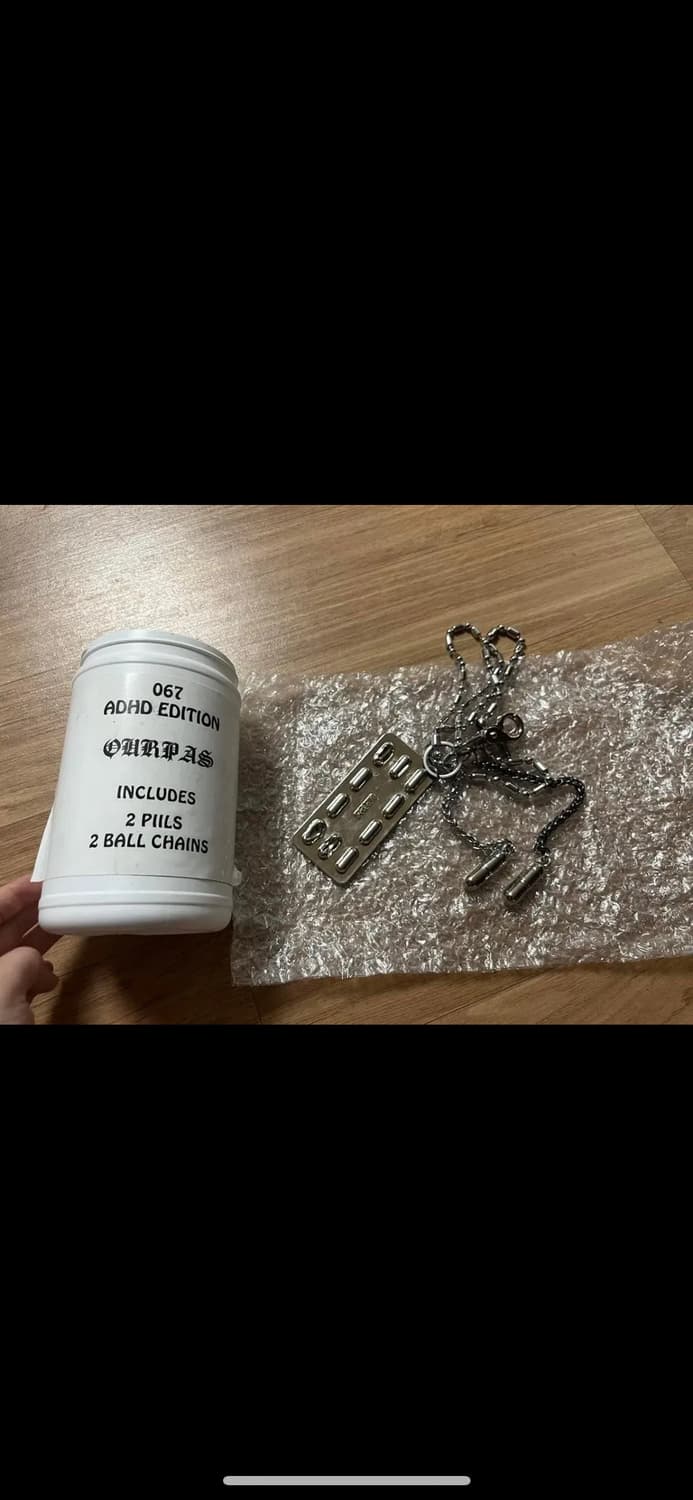 067
ADHD EDITION
OURPAS
INCLUDES
2 PIILS
2 BALL CHAINS